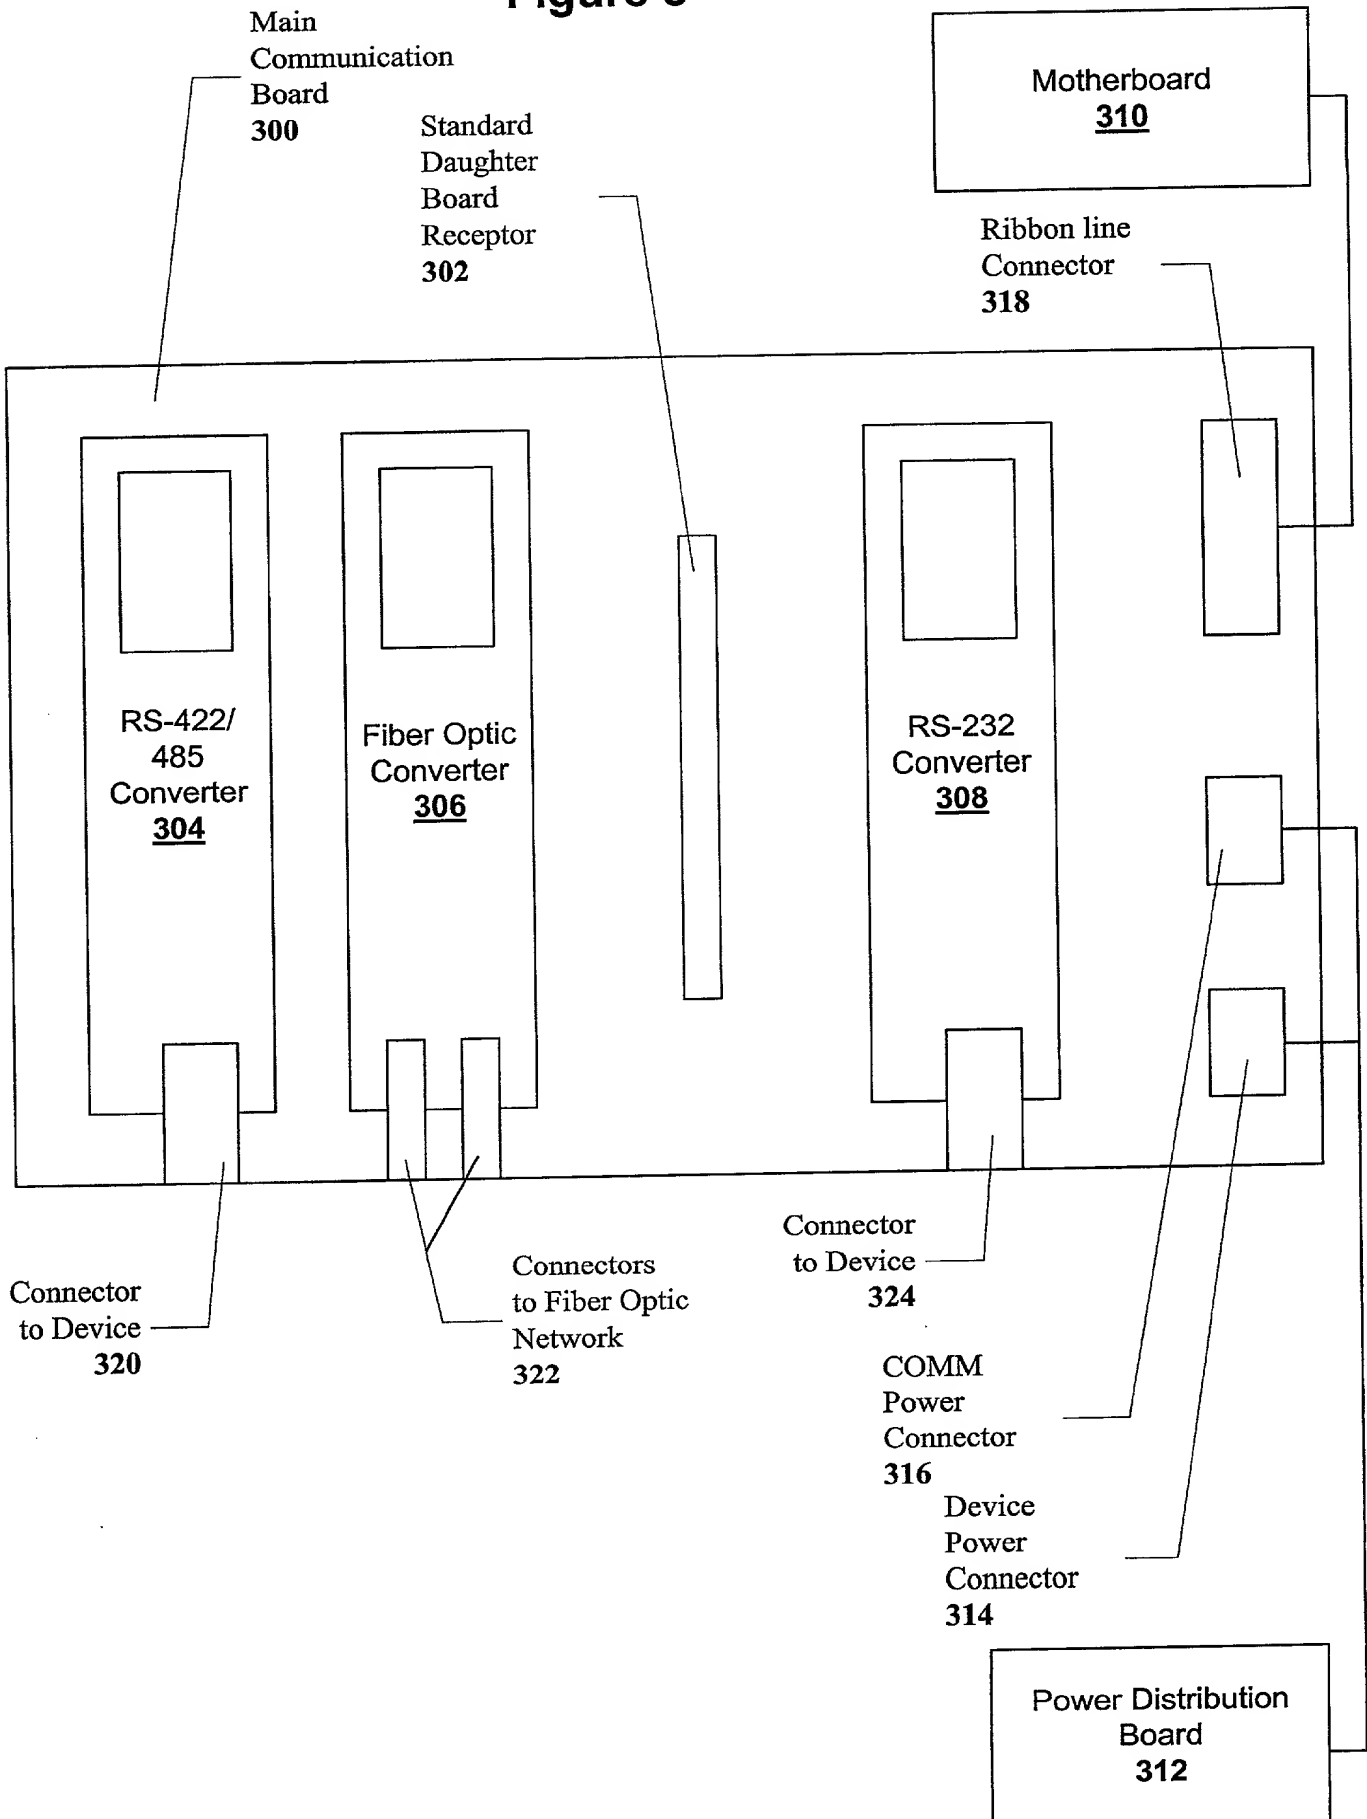 Main
Communication
Board
300
Standard
Daughter
Board
Receptor
302
Motherboard
310
Ribbon line
Connector
318
RS-422/
485
Converter
304
Fiber Optic
Converter
306
RS-232
Converter
308
Connector
to Device
320
Connectors
to Fiber Optic
Network
322
Connector
to Device
324
COMM
Power
Connector
316
Device
Power
Connector
314
Power Distribution
Board
312